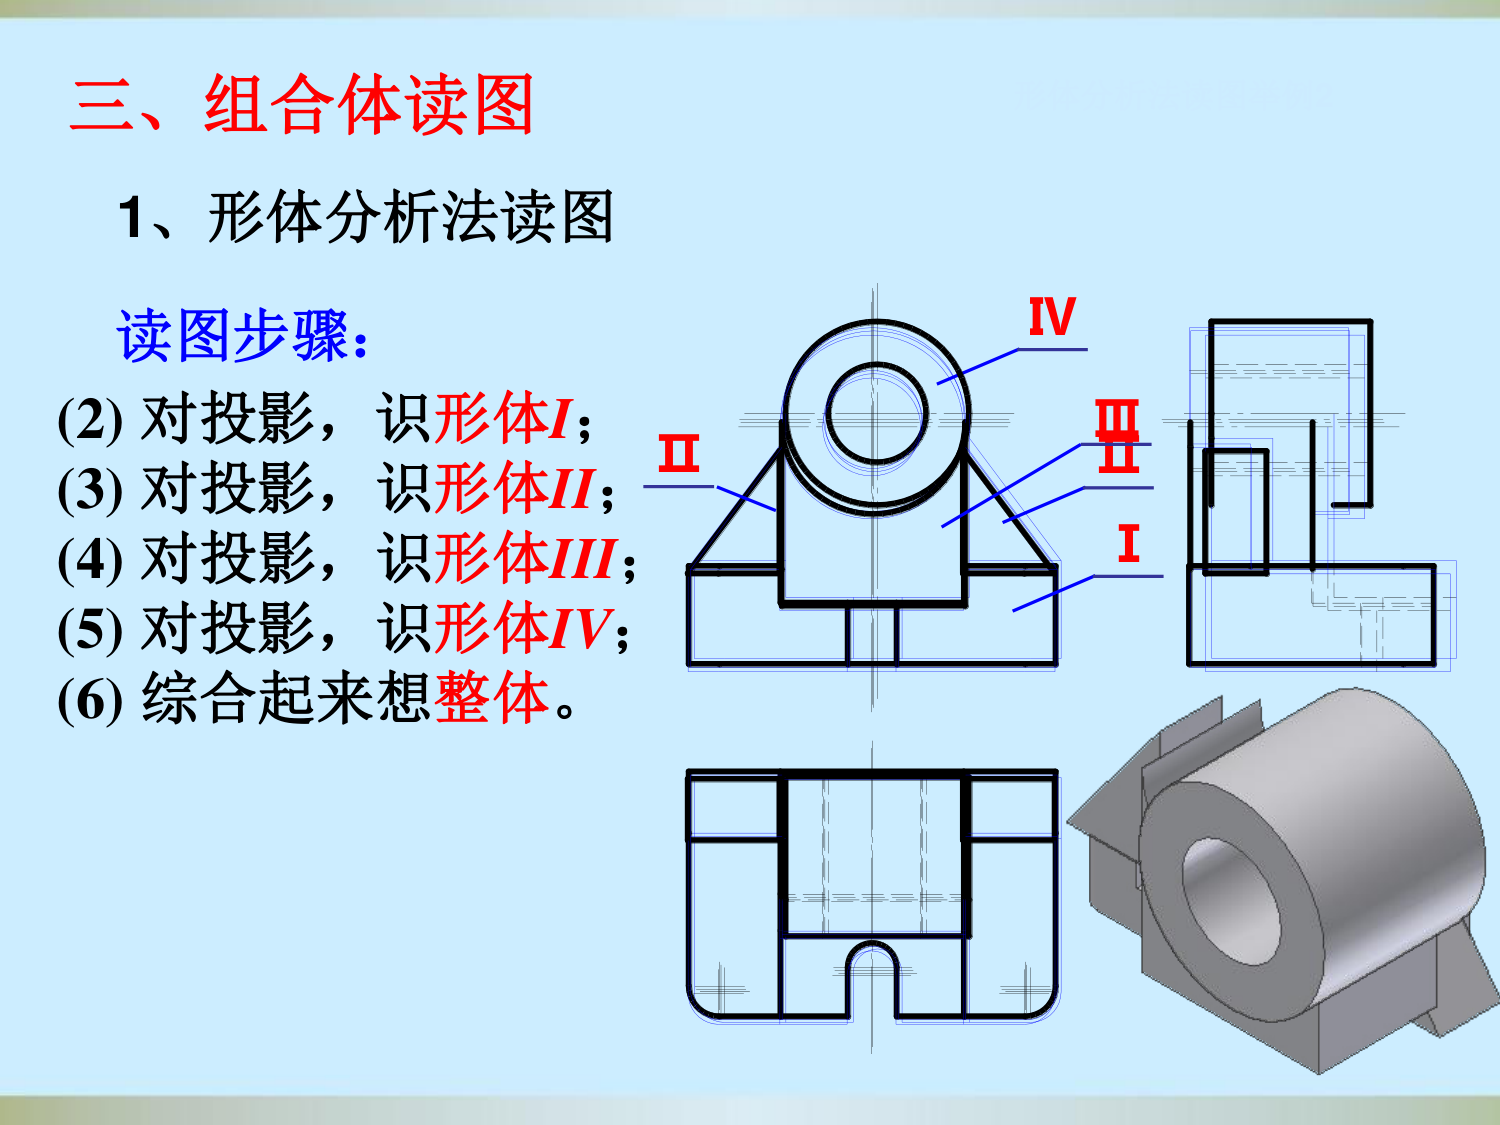 三、组合体读图
1、形体分析法读图
读图步骤：
(2) 对投影，识形体I；
(3) 对投影，识形体II；
(4) 对投影，识形体III；
(5) 对投影，识形体IV；
(6) 综合起来想整体。
IV
III
II
II
I